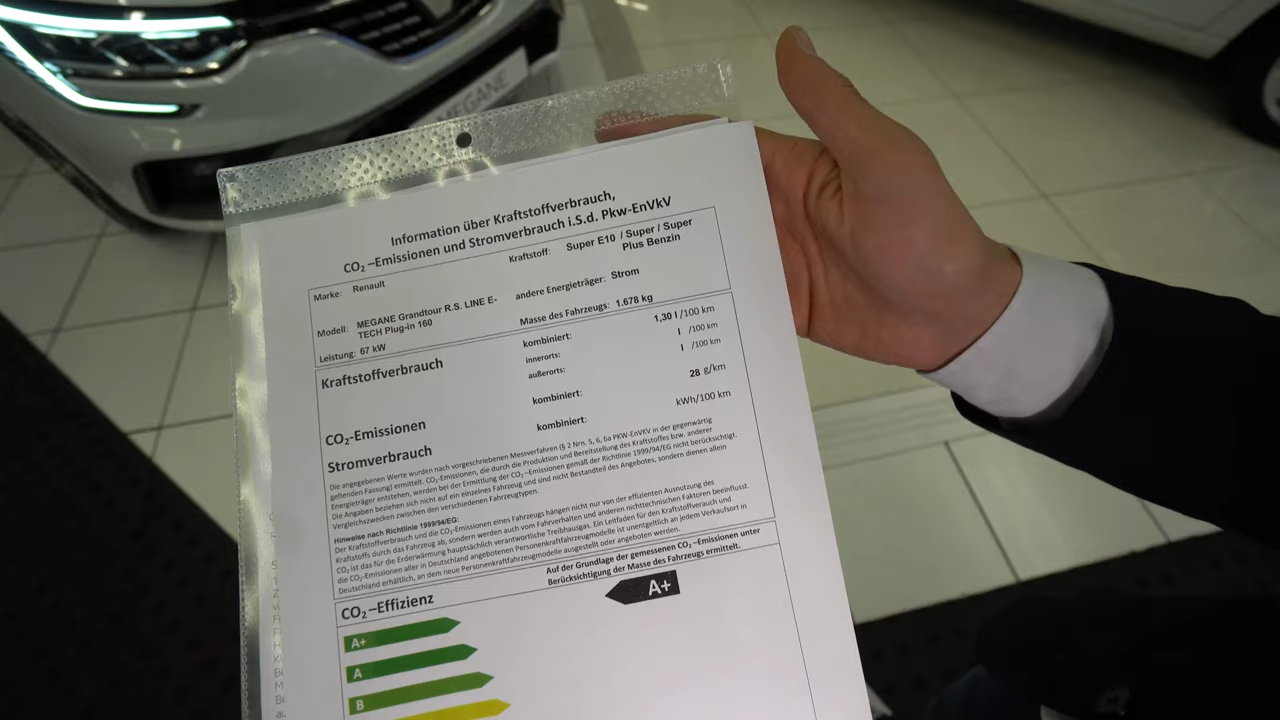 MEGANE
Information über Kraftstoffverbrauch,
CO₂ –Emissionen und Stromverbrauch i.S.d. Pkw-EnVkV
Marke: Renault
Kraftstoff: Super E10 / Super / Super
Plus Benzin
Modell: MEGANE Grandtour R.S. LINE E-
TECH Plug-in 160
andere Energieträger: Strom
Leistung: 67 kW
Masse des Fahrzeugs: 1.678 kg
Kraftstoffverbrauch
kombiniert: 1,30 l /100 km
innerorts: l /100 km
außerorts: l /100 km
CO₂-Emissionen
kombiniert: 28 g/km
Stromverbrauch
kombiniert: kWh/100 km
Die angegebenen Werte wurden nach vorgeschriebenen Messverfahren (§ 2 Nrn. 5, 6, 6a PKW-EnVKV in der gegenwärtig
geltenden Fassung) ermittelt. CO₂-Emissionen, die durch die Produktion und Bereitstellung des Kraftstoffes bzw. anderer
Energieträger entstehen, werden bei der Ermittlung der CO₂ –Emissionen gemäß der Richtlinie 1999/94/EG nicht berücksichtigt.
Die Angaben beziehen sich nicht auf ein einzelnes Fahrzeug und sind nicht Bestandteil des Angebotes, sondern dienen allein
Vergleichszwecken zwischen den verschiedenen Fahrzeugtypen.
Hinweise nach Richtlinie 1999/94/EG:
Der Kraftstoffverbrauch und die CO₂-Emissionen eines Fahrzeugs hängen nicht nur von der effizienten Ausnutzung des
Kraftstoffs durch das Fahrzeug ab, sondern werden auch vom Fahrverhalten und anderen nichttechnischen Faktoren beeinflusst.
CO₂ ist das für die Erderwärmung hauptsächlich verantwortliche Treibhausgas. Ein Leitfaden für den Kraftstoffverauch und
die CO₂-Emissionen aller in Deutschland angebotenen Personenkraftfahrzeugmodelle ist unentgeltlich an jedem Verkaufsort in
Deutschland erhältlich, an dem neue Personenkraftfahrzeugmodelle ausgestellt oder angeboten werden.
CO₂ –Effizienz
Auf der Grundlage der gemessenen CO₂ –Emissionen unter
Berücksichtigung der Masse des Fahrzeugs ermittelt.
A+
A+
A
B